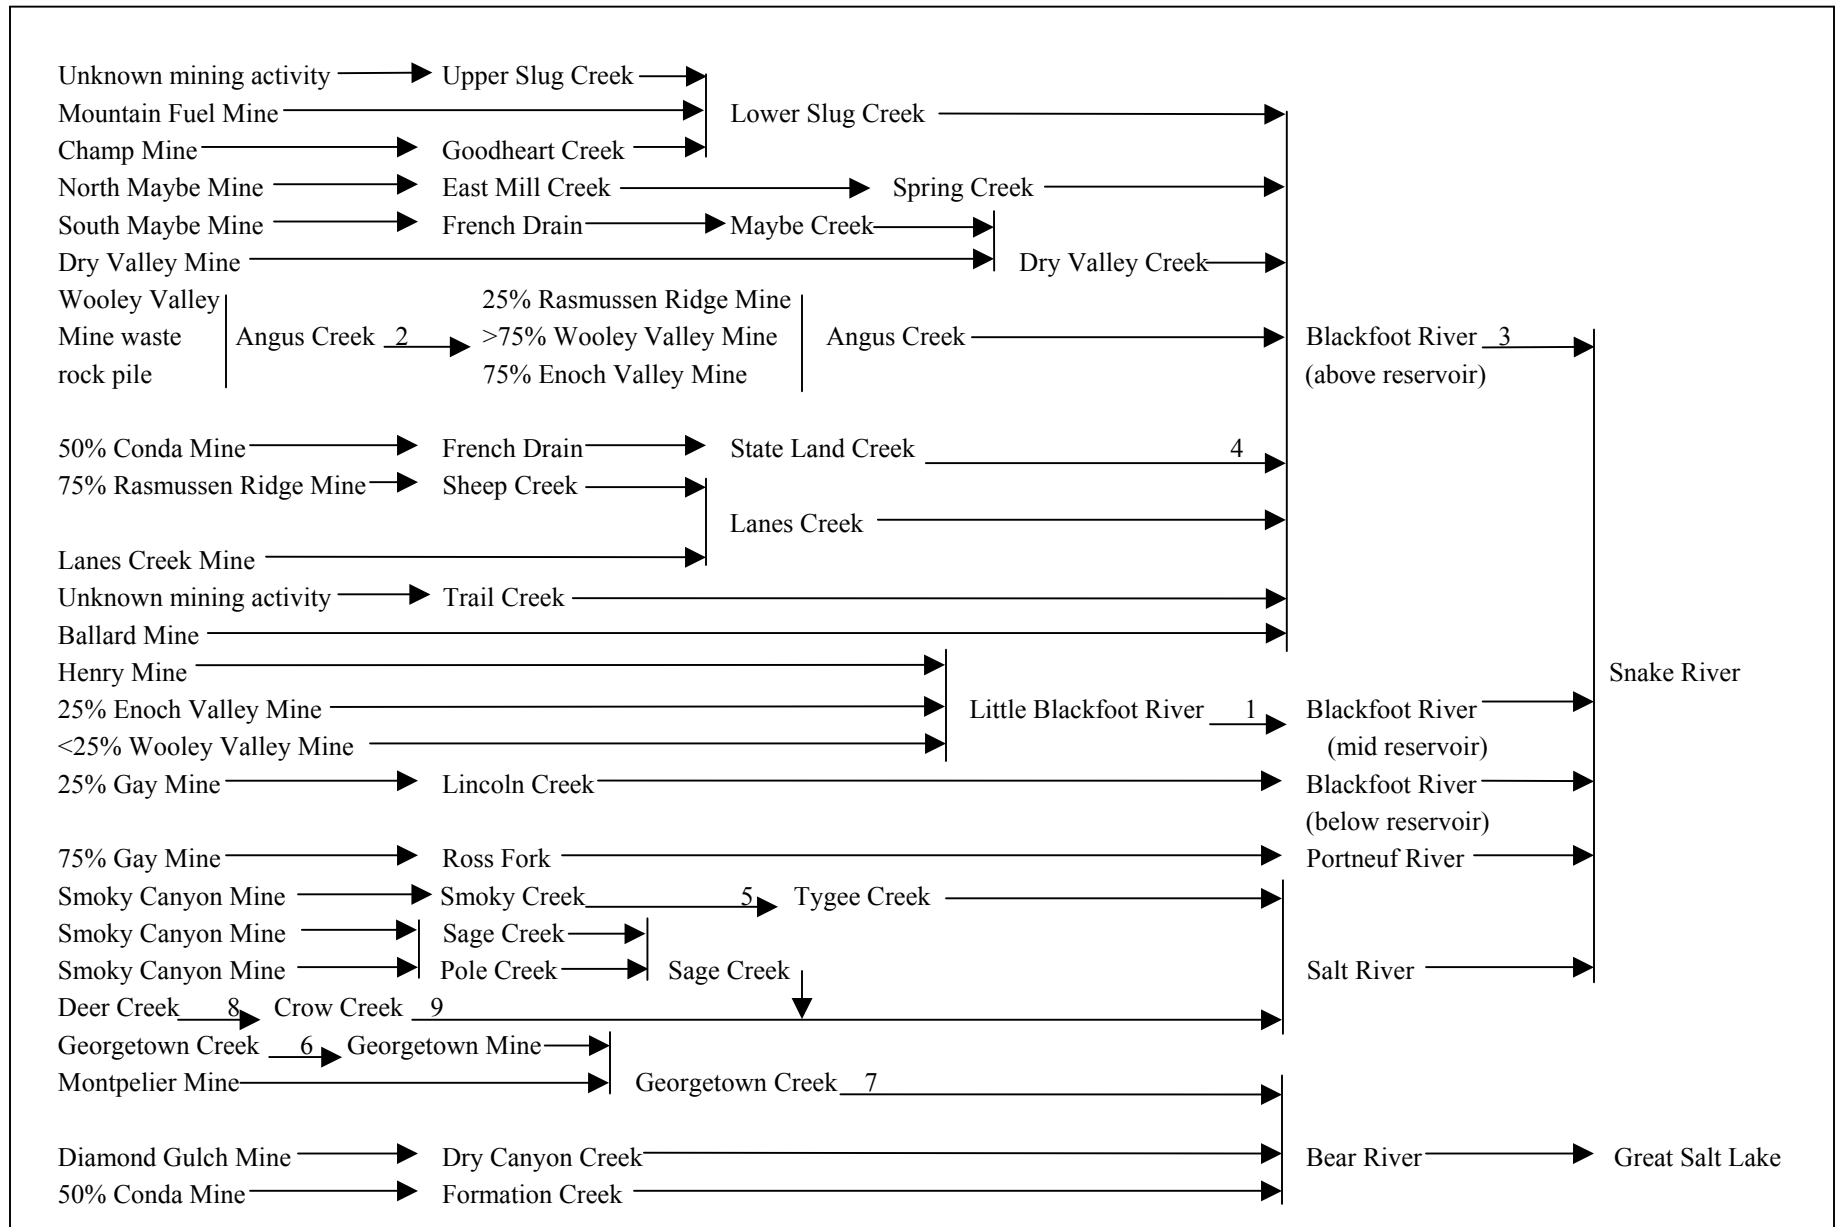 Unknown mining activity Upper Slug Creek
Mountain Fuel Mine Lower Slug Creek
Champ Mine Goodheart Creek
North Maybe Mine East Mill Creek Spring Creek
South Maybe Mine French Drain Maybe Creek
Dry Valley Mine Dry Valley Creek
Wooley Valley 25% Rasmussen Ridge Mine
Mine waste Angus Creek 2 >75% Wooley Valley Mine Angus Creek Blackfoot River 3
rock pile 75% Enoch Valley Mine (above reservoir)
50% Conda Mine French Drain State Land Creek 4
75% Rasmussen Ridge Mine Sheep Creek
Lanes Creek
Lanes Creek Mine
Unknown mining activity Trail Creek
Ballard Mine
Henry Mine Snake River
25% Enoch Valley Mine Little Blackfoot River 1 Blackfoot River
<25% Wooley Valley Mine (mid reservoir)
25% Gay Mine Lincoln Creek Blackfoot River
(below reservoir)
75% Gay Mine Ross Fork Portneuf River
Smoky Canyon Mine Smoky Creek 5 Tygee Creek
Smoky Canyon Mine Sage Creek
Smoky Canyon Mine Pole Creek Sage Creek Salt River
Deer Creek 8 Crow Creek 9
Georgetown Creek 6 Georgetown Mine
Montpelier Mine Georgetown Creek 7
Diamond Gulch Mine Dry Canyon Creek Bear River Great Salt Lake
50% Conda Mine Formation Creek